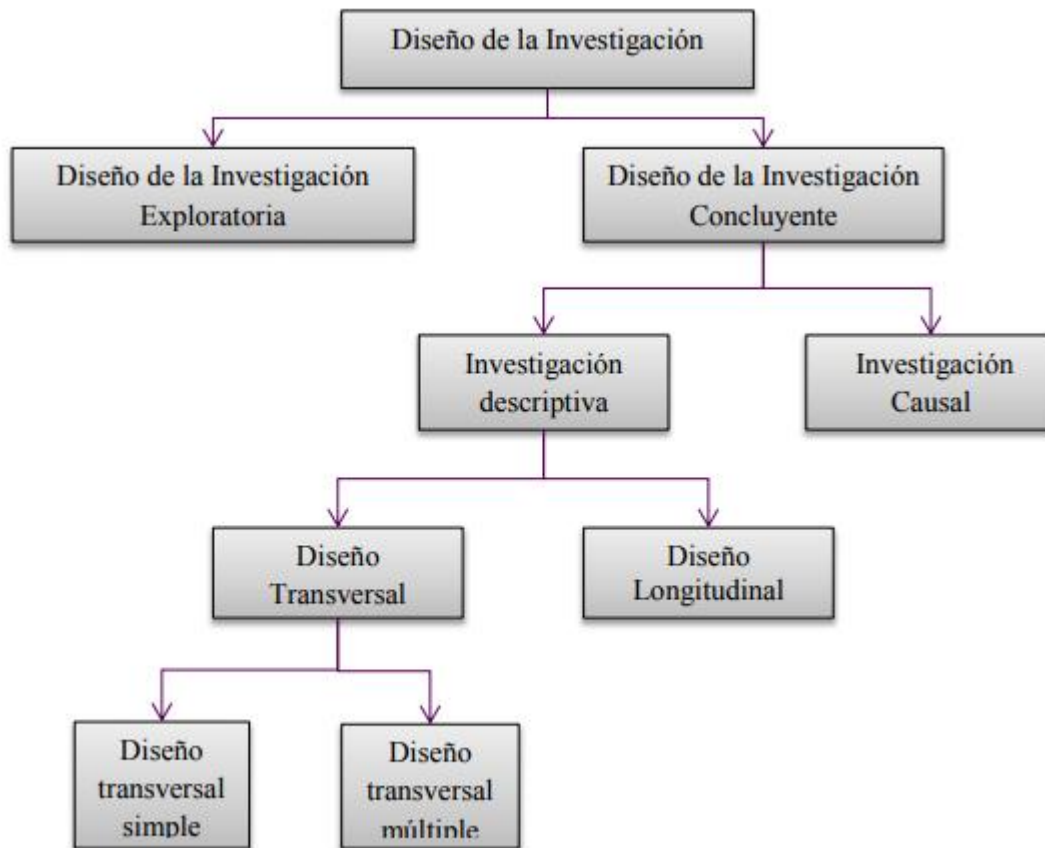 Diseño de la Investigación
Diseño de la Investigación
Exploratoria
Diseño de la Investigación
Concluyente
Investigación
descriptiva
Investigación
Causal
Diseño
Transversal
Diseño
Longitudinal
Diseño
transversal
simple
Diseño
transversal
múltiple